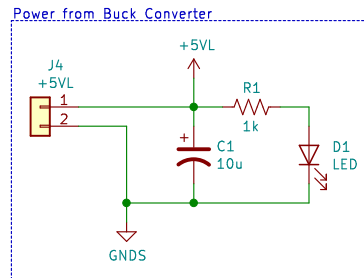 Power from Buck Converter
+5VL
J4
+5VL
1
2
R1
1k
+
C1
10u
D1
LED
GNDS